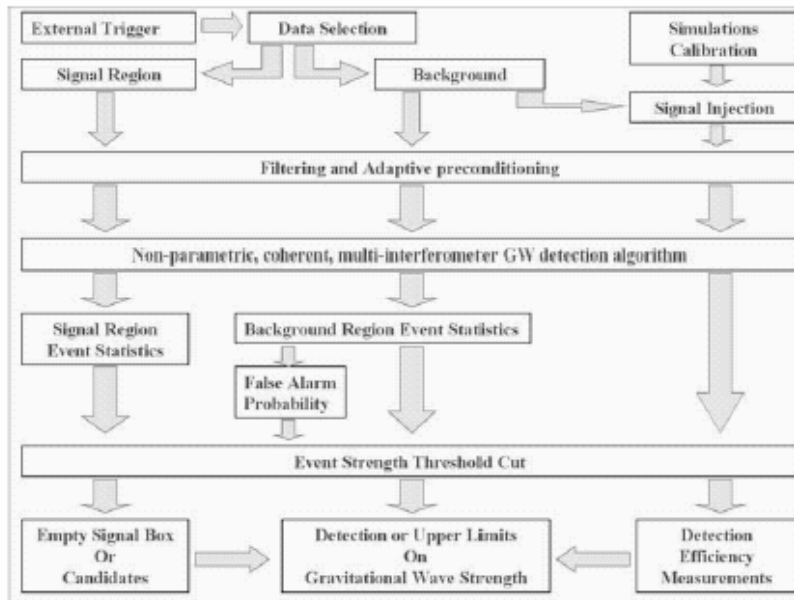 External Trigger
Data Selection
Simulations
Calibration
Signal Region
Background
Signal Injection
Filtering and Adaptive preconditioning
Non-parametric, coherent, multi-interferometer GW detection algorithm
Signal Region
Event Statistics
Background Region Event Statistics
False Alarm
Probability
Event Strength Threshold Cut
Empty Signal Box
Or
Candidates
Detection or Upper Limits
On
Gravitational Wave Strength
Detection
Efficiency
Measurements